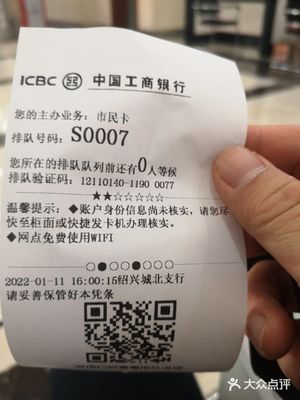 ICBC 中国工商银行
您的主办业务: 市民卡
排队号码: S0007
您所在的排队队列前还有0人等候
排队验证码: 12110140-1190 0077
★★☆☆☆☆☆
温馨提示: ◆账户身份信息尚未核实,请您尽
快至柜面或快捷发卡机办理核实。
◆网点免费使用WIFI
○●○○●○○
2022-01-11 16:00:15绍兴城北支行
请妥善保管好本凭条
大众点评